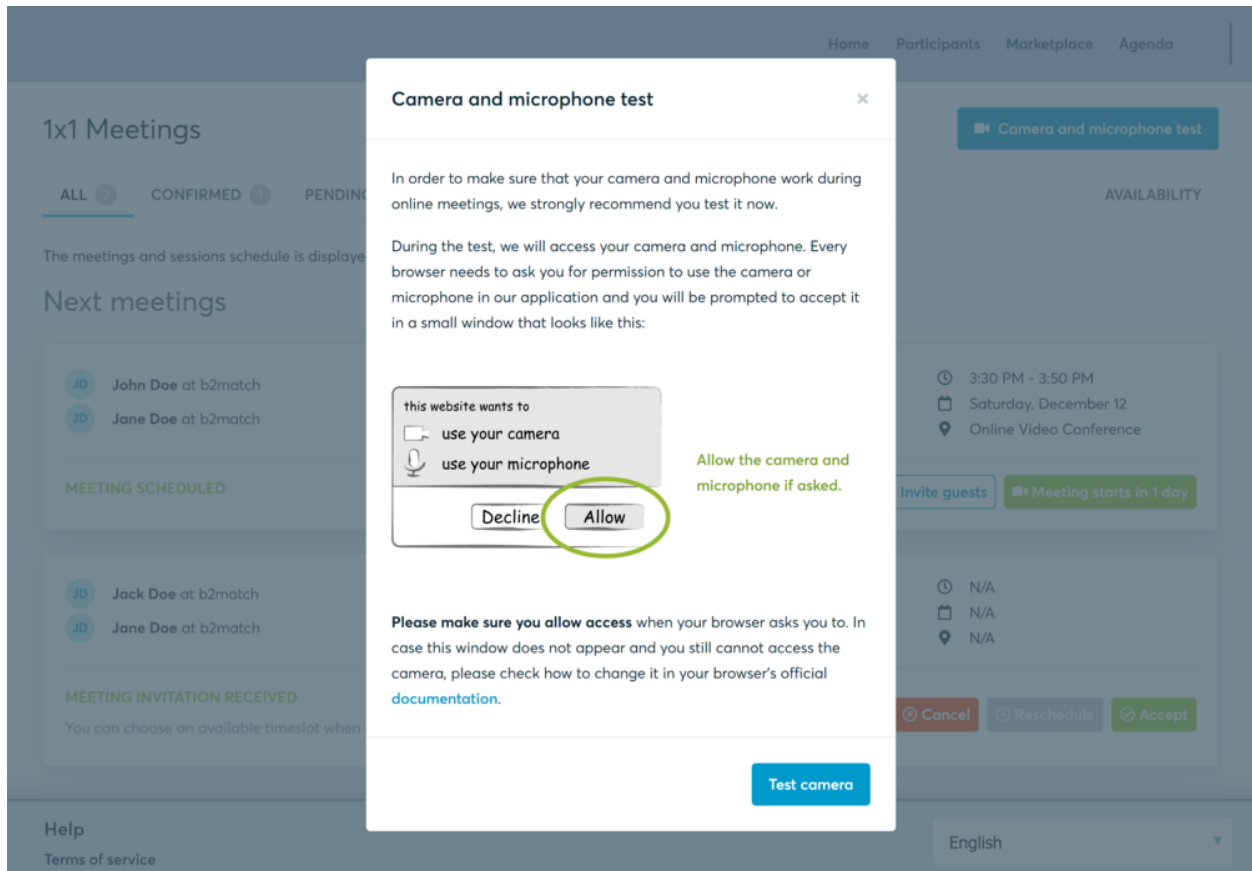 Home Participants Marketplace Agenda
1x1 Meetings
Camera and microphone test
ALL 2 CONFIRMED 1 PENDING
AVAILABILITY
The meetings and sessions schedule is
Next meetings
JD John Doe at b2match
JD Jane Doe at b2match
3:30 PM - 3:50 PM
Saturday, December 12
Online Video Conference
MEETING SCHEDULED
Invite guests Meeting starts in 1 day
JD Jack Doe at b2match
JD Jane Doe at b2match
N/A
N/A
N/A
MEETING INVITATION RECEIVED
You can choose an available timeslot when
Cancel Reschedule Accept
Camera and microphone test ×
In order to make sure that your camera and microphone work during
online meetings, we strongly recommend you test it now.
During the test, we will access your camera and microphone. Every
browser needs to ask you for permission to use the camera or
microphone in our application and you will be prompted to accept it
in a small window that looks like this:
this website wants to
use your camera
use your microphone
Decline Allow
Allow the camera and
microphone if asked.
Please make sure you allow access when your browser asks you to. In
case this window does not appear and you still cannot access the
camera, please check how to change it in your browser's official
documentation.
Test camera
Help
Terms of service
English